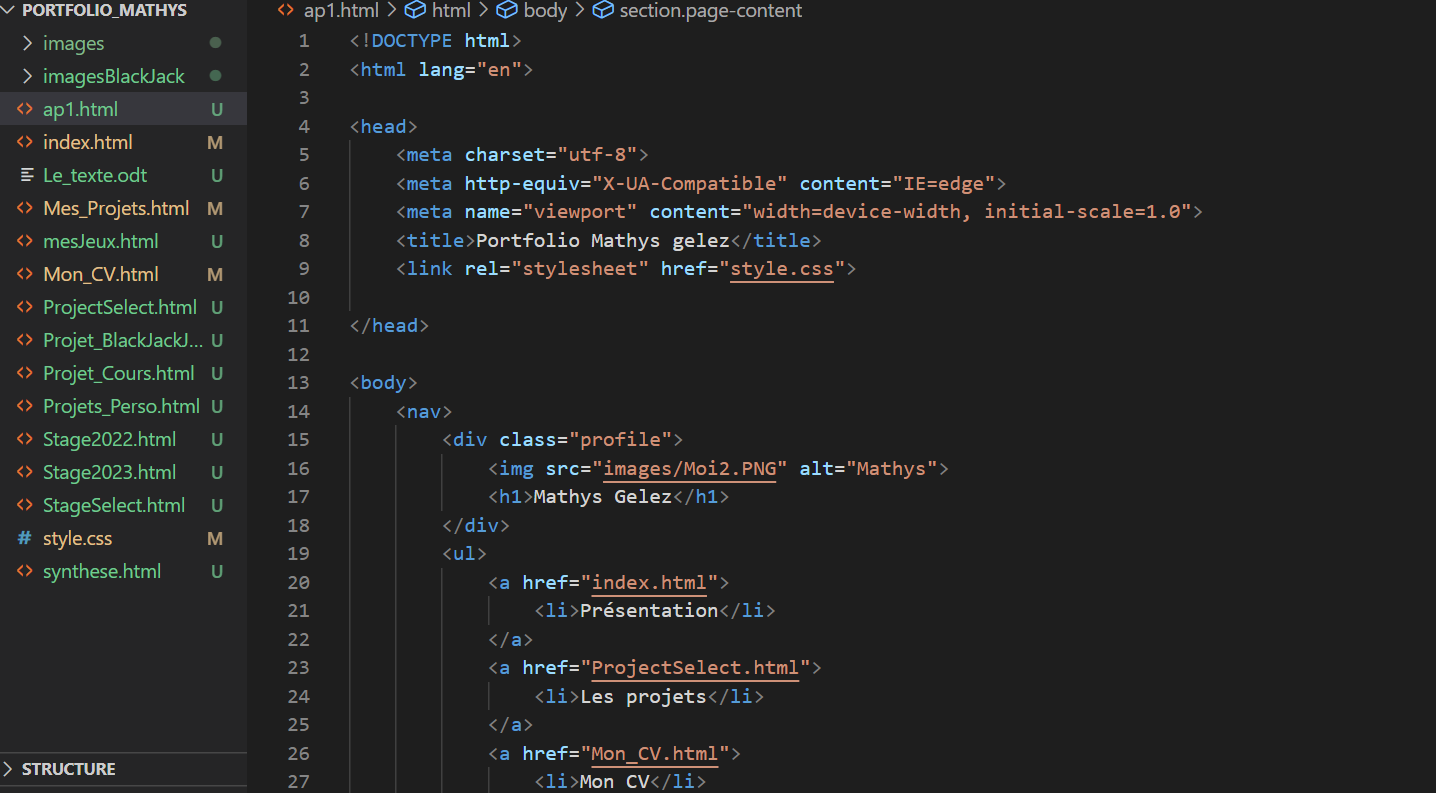 PORTFOLIO_MATHYS
images
imagesBlackJack
ap1.html U
index.html M
Le_texte.odt U
Mes_Projets.html M
mesJeux.html U
Mon_CV.html M
ProjectSelect.html U
Projet_BlackJackJ... U
Projet_Cours.html U
Projets_Perso.html U
Stage2022.html U
Stage2023.html U
StageSelect.html U
# style.css M
synthese.html U
STRUCTURE
ap1.html > html > body > section.page-content
1 <!DOCTYPE html>
2 <html lang="en">
3
4 <head>
5 <meta charset="utf-8">
6 <meta http-equiv="X-UA-Compatible" content="IE=edge">
7 <meta name="viewport" content="width=device-width, initial-scale=1.0">
8 <title>Portfolio Mathys gelez</title>
9 <link rel="stylesheet" href="style.css">
10
11 </head>
12
13 <body>
14 <nav>
15 <div class="profile">
16 <img src="images/Moi2.PNG" alt="Mathys">
17 <h1>Mathys Gelez</h1>
18 </div>
19 <ul>
20 <a href="index.html">
21 <li>Présentation</li>
22 </a>
23 <a href="ProjectSelect.html">
24 <li>Les projets</li>
25 </a>
26 <a href="Mon_CV.html">
27 <li>Mon CV</li>